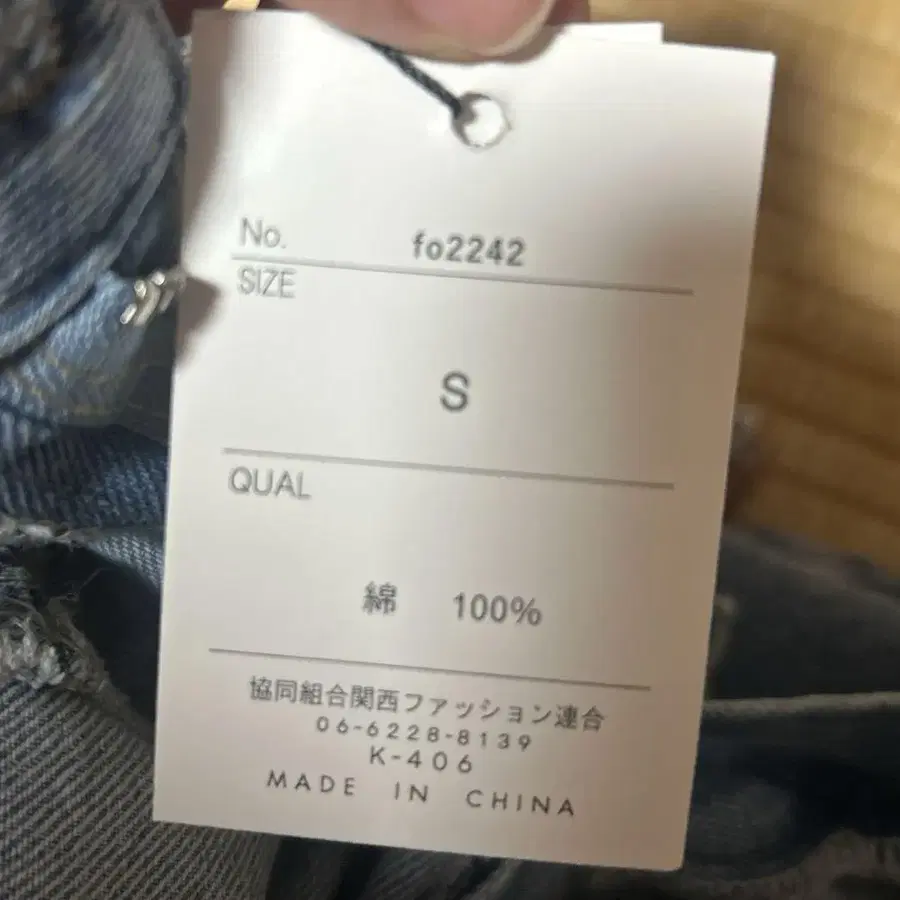 No. fo2242
SIZE
S
QUAL
綿 100%
協同組合関西ファッション連合
06-6228-8139
K-406
MADE IN CHINA